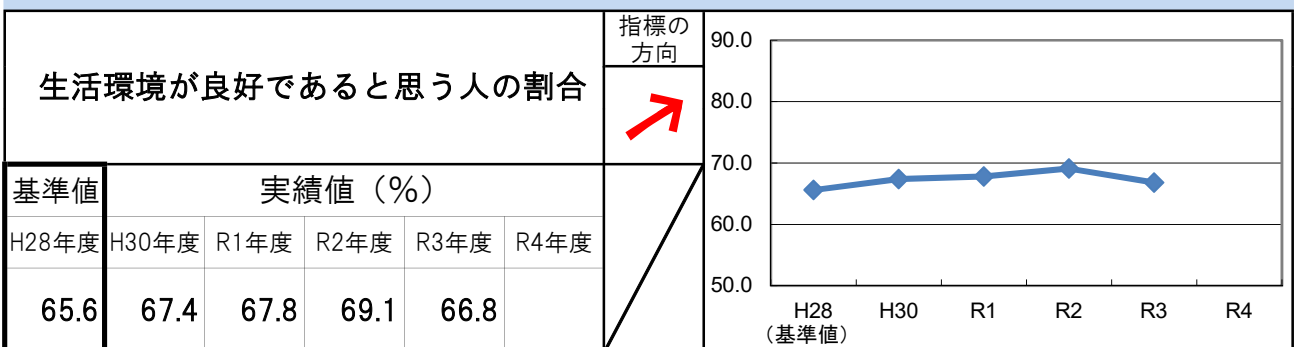 生活環境が良好であると思う人の割合
指標の
方向
基準値 実績値（%）
H28年度 H30年度 R1年度 R2年度 R3年度 R4年度
65.6 67.4 67.8 69.1 66.8
90.0
80.0
70.0
60.0
50.0
H28 H30 R1 R2 R3 R4
（基準値）